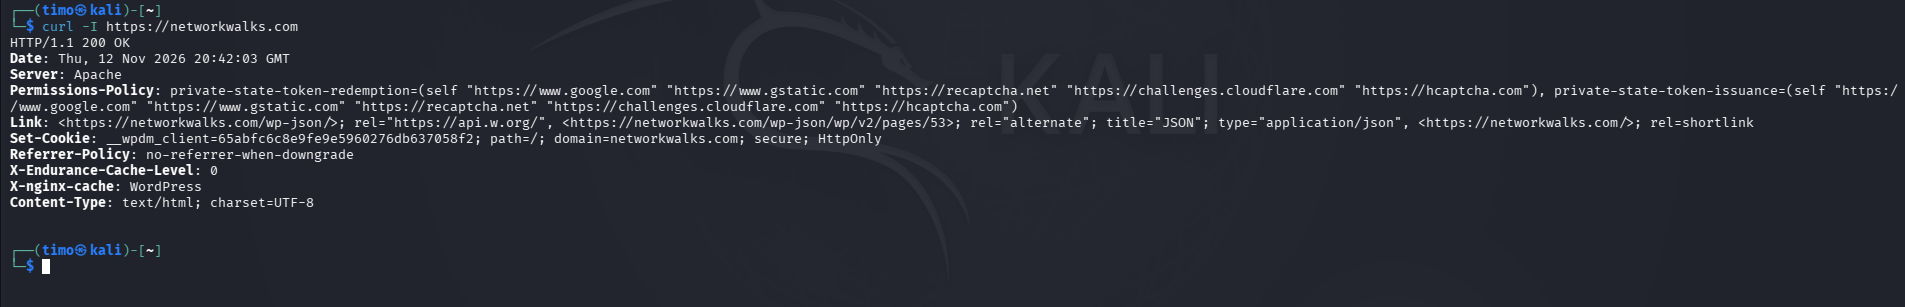 ┌──(timo㉿kali)-[~]
└─$ curl -I https://networkwalks.com
HTTP/1.1 200 OK
Date: Thu, 12 Nov 2026 20:42:03 GMT
Server: Apache
Permissions-Policy: private-state-token-redemption=(self "https://www.google.com" "https://www.gstatic.com" "https://recaptcha.net" "https://challenges.cloudflare.com" "https://hcaptcha.com"), private-state-token-issuance=(self "https:/
/www.google.com" "https://www.gstatic.com" "https://recaptcha.net" "https://challenges.cloudflare.com" "https://hcaptcha.com")
Link: <https://networkwalks.com/wp-json/>; rel="https://api.w.org/", <https://networkwalks.com/wp-json/wp/v2/pages/53>; rel="alternate"; title="JSON"; type="application/json", <https://networkwalks.com/>; rel=shortlink
Set-Cookie: __wpdm_client=65abfc6c8e9fe9e5960276db637058f2; path=/; domain=networkwalks.com; secure; HttpOnly
Referrer-Policy: no-referrer-when-downgrade
X-Endurance-Cache-Level: 0
X-nginx-cache: WordPress
Content-Type: text/html; charset=UTF-8
┌──(timo㉿kali)-[~]
└─$
KALI